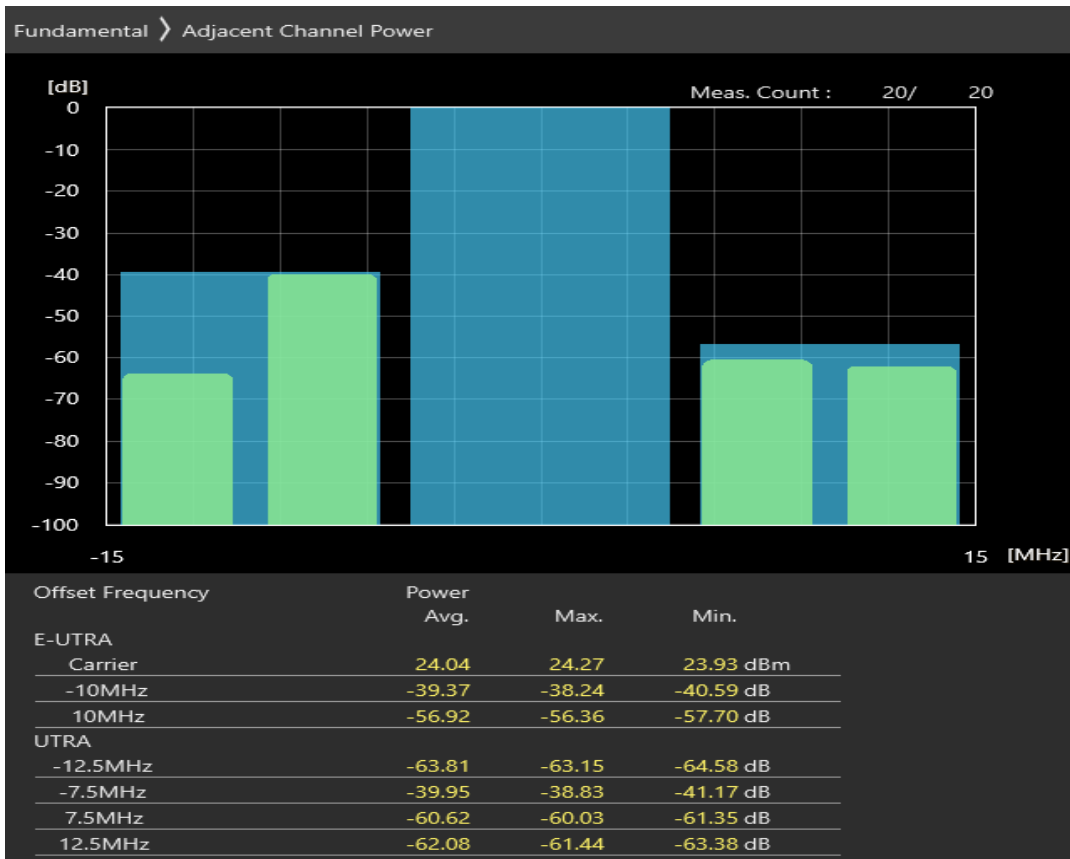 Fundamental 〉 Adjacent Channel Power
[dB]
Meas. Count : 20/ 20
0
-10
-20
-30
-40
-50
-60
-70
-80
-90
-100
-15 15 [MHz]
Offset Frequency Power
Avg. Max. Min.
E-UTRA
Carrier 24.04 24.27 23.93 dBm
-10MHz -39.37 -38.24 -40.59 dB
10MHz -56.92 -56.36 -57.70 dB
UTRA
-12.5MHz -63.81 -63.15 -64.58 dB
-7.5MHz -39.95 -38.83 -41.17 dB
7.5MHz -60.62 -60.03 -61.35 dB
12.5MHz -62.08 -61.44 -63.38 dB